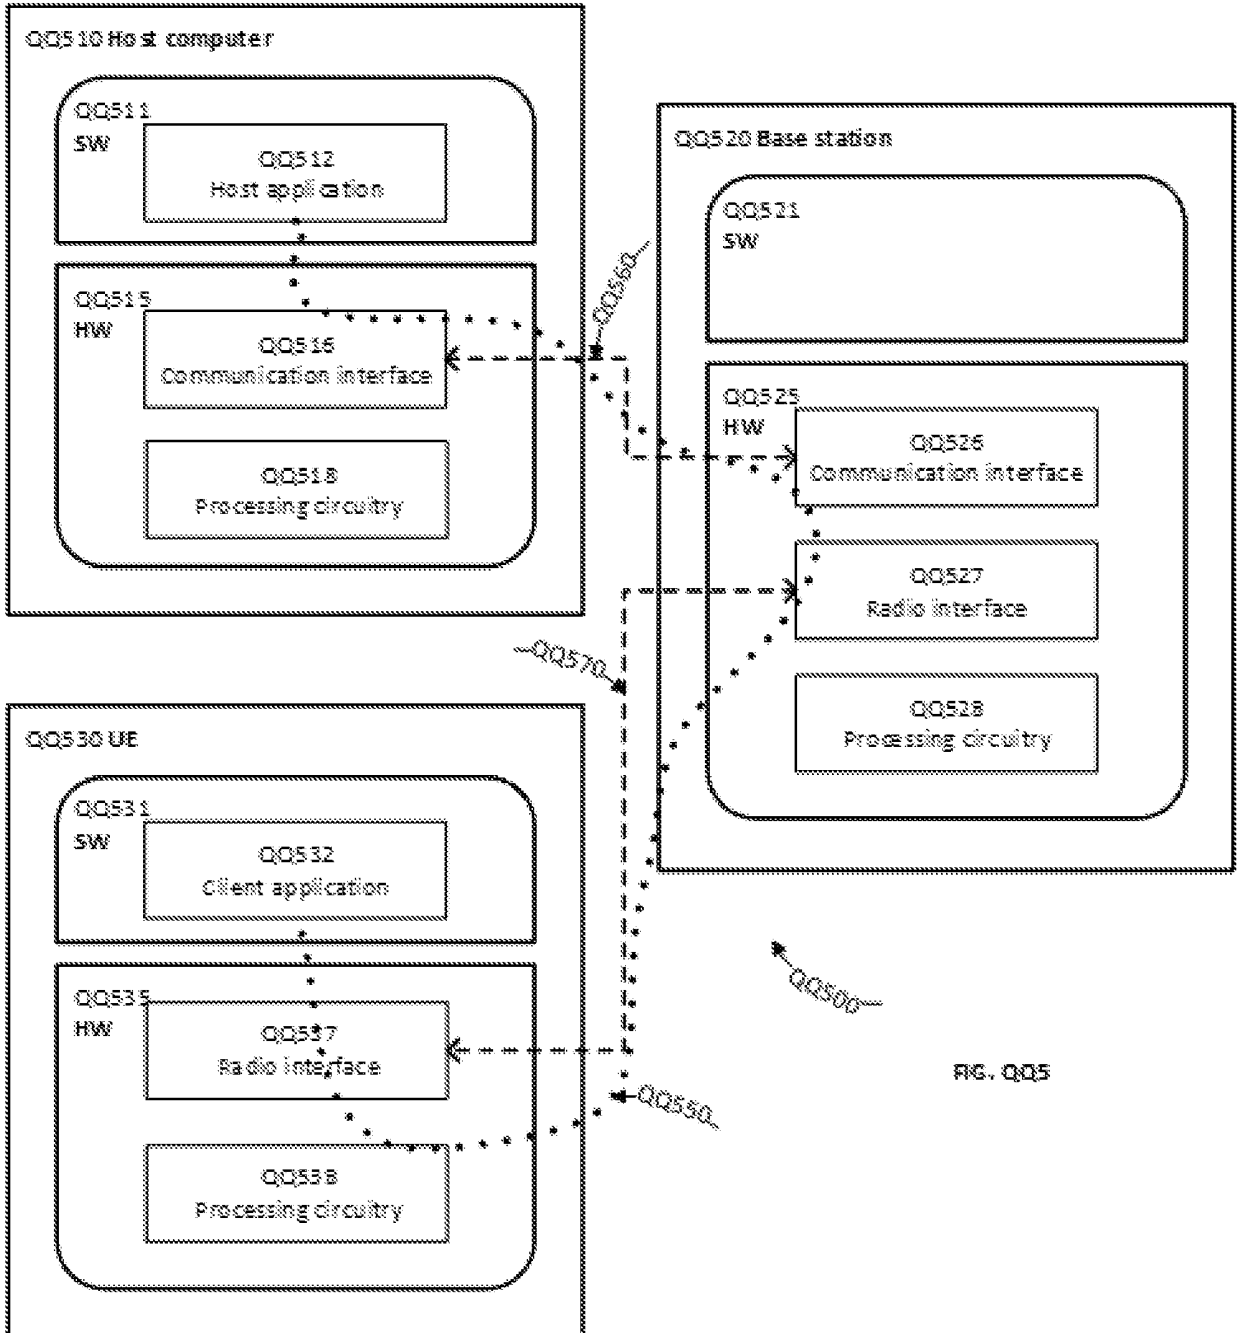 QQ510 Host computer
QQ511
SW
QQ512
Host application
QQ515
HW
QQ516
Communication interface
QQ518
Processing circuitry
QQ560
QQ520 Base station
QQ521
SW
QQ525
HW
QQ526
Communication interface
QQ527
Radio interface
QQ528
Processing circuitry
QQ570
QQ530 UE
QQ531
SW
QQ532
Client application
QQ535
HW
QQ537
Radio interface
QQ538
Processing circuitry
QQ550
QQ500
FIG. QQ5